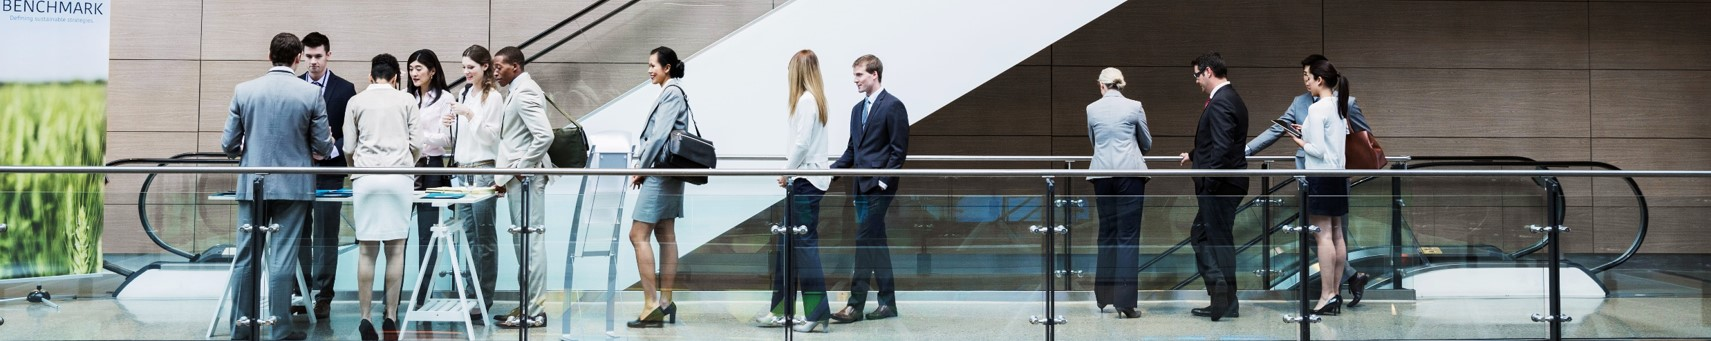 BENCHMARK
Defining sustainable strategies